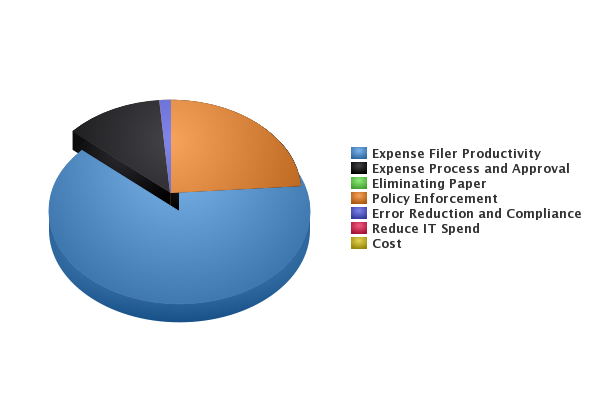 Expense Filer Productivity
Expense Process and Approval
Eliminating Paper
Policy Enforcement
Error Reduction and Compliance
Reduce IT Spend
Cost